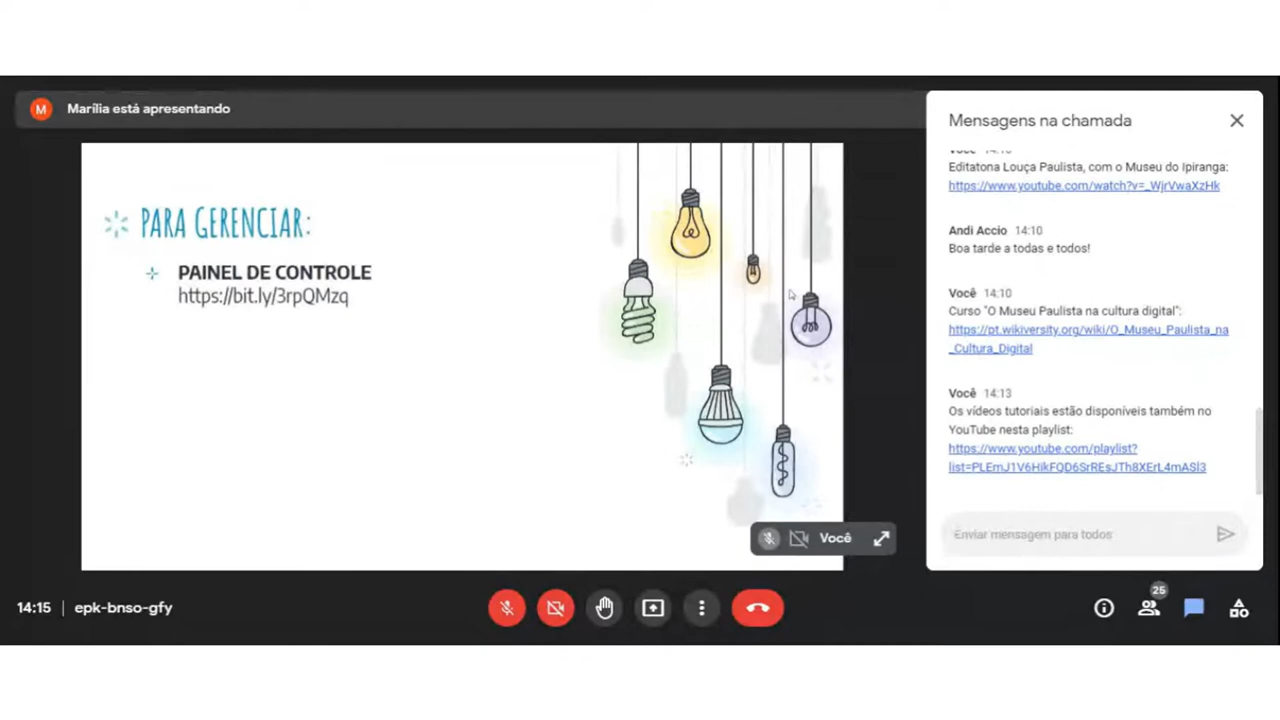 M Marília está apresentando
PARA GERENCIAR:
PAINEL DE CONTROLE
https://bit.ly/3rpQMzq
Você
14:15 | epk-bnso-gfy
Mensagens na chamada
Você 14:10
Editatona Louça Paulista, com o Museu do Ipiranga:
https://www.youtube.com/watch?v=_WjrVwaXzHk
Andi Accio 14:10
Boa tarde a todas e todos!
Você 14:10
Curso "O Museu Paulista na cultura digital":
https://pt.wikiversity.org/wiki/O_Museu_Paulista_na
_Cultura_Digital
Você 14:13
Os vídeos tutoriais estão disponíveis também no
YouTube nesta playlist:
https://www.youtube.com/playlist?
list=PLEmJ1V6HikFQD6SrREsJTh8XErL4mASl3
Enviar mensagem para todos
25